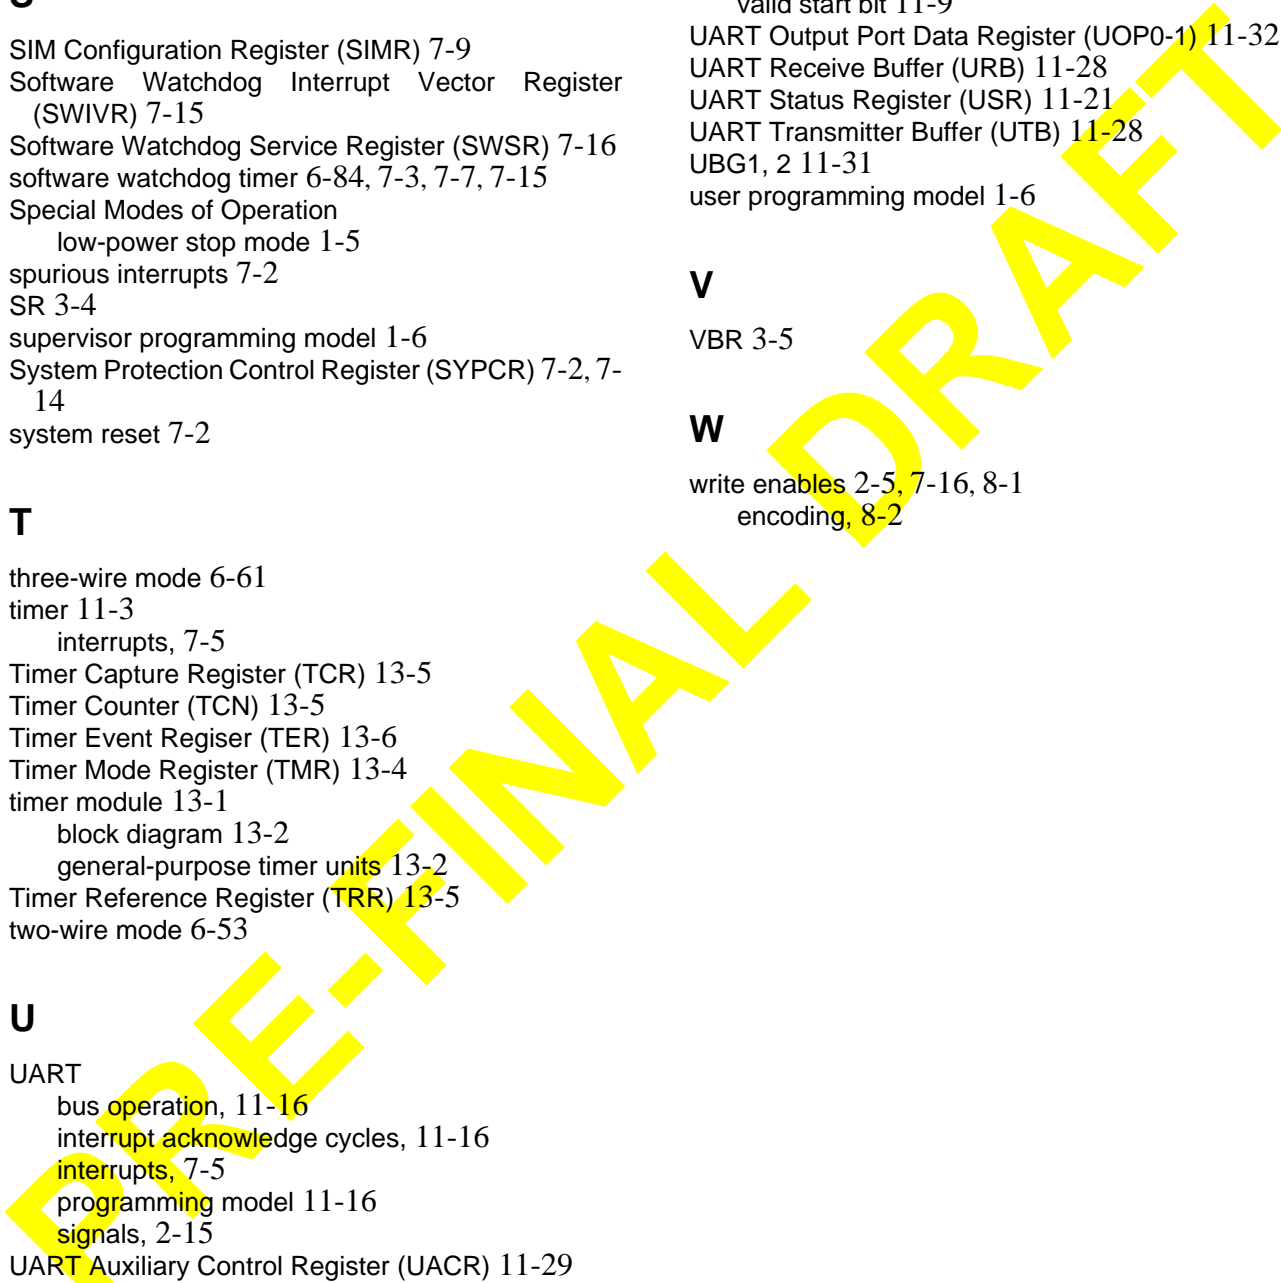 S
SIM Configuration Register (SIMR) 7-9
Software Watchdog Interrupt Vector Register
(SWIVR) 7-15
Software Watchdog Service Register (SWSR) 7-16
software watchdog timer 6-84, 7-3, 7-7, 7-15
Special Modes of Operation
low-power stop mode 1-5
spurious interrupts 7-2
SR 3-4
supervisor programming model 1-6
System Protection Control Register (SYPCR) 7-2, 7-
14
system reset 7-2
T
three-wire mode 6-61
timer 11-3
interrupts, 7-5
Timer Capture Register (TCR) 13-5
Timer Counter (TCN) 13-5
Timer Event Regiser (TER) 13-6
Timer Mode Register (TMR) 13-4
timer module 13-1
block diagram 13-2
general-purpose timer units 13-2
Timer Reference Register (TRR) 13-5
two-wire mode 6-53
U
UART
bus operation, 11-16
interrupt acknowledge cycles, 11-16
interrupts, 7-5
programming model 11-16
signals, 2-15
UART Auxiliary Control Register (UACR) 11-29
valid start bit 11-9
UART Output Port Data Register (UOP0-1) 11-32
UART Receive Buffer (URB) 11-28
UART Status Register (USR) 11-21
UART Transmitter Buffer (UTB) 11-28
UBG1, 2 11-31
user programming model 1-6
V
VBR 3-5
W
write enables 2-5, 7-16, 8-1
encoding, 8-2
PRE-FINAL DRAFT